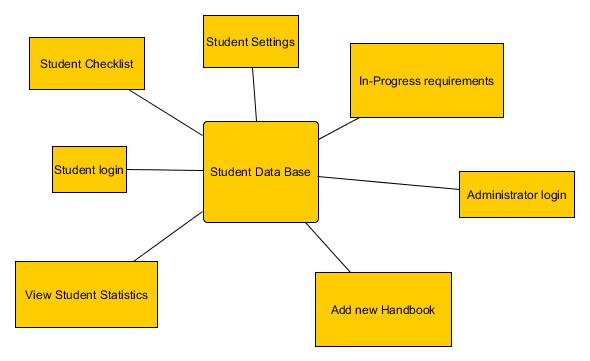 Student Settings
Student Checklist
In-Progress requirements
Student login
Student Data Base
Administrator login
View Student Statistics
Add new Handbook